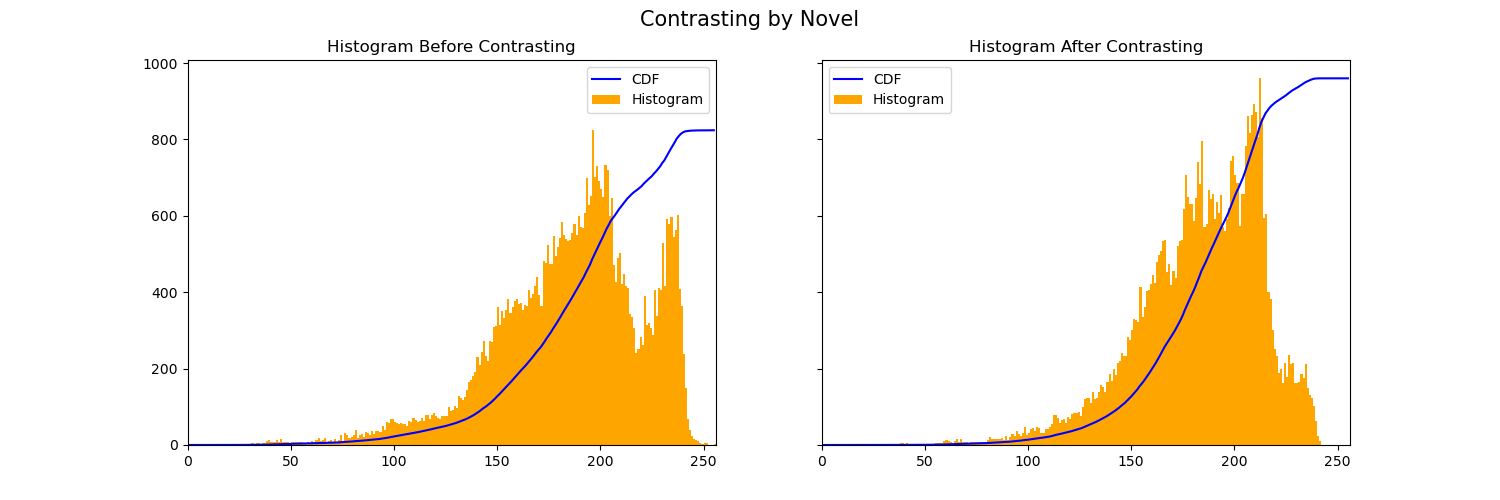 Contrasting by Novel
Histogram Before Contrasting
1000
800
600
400
200
0
0 50 100 150 200 250
CDF
Histogram
Histogram After Contrasting
CDF
Histogram
0 50 100 150 200 250